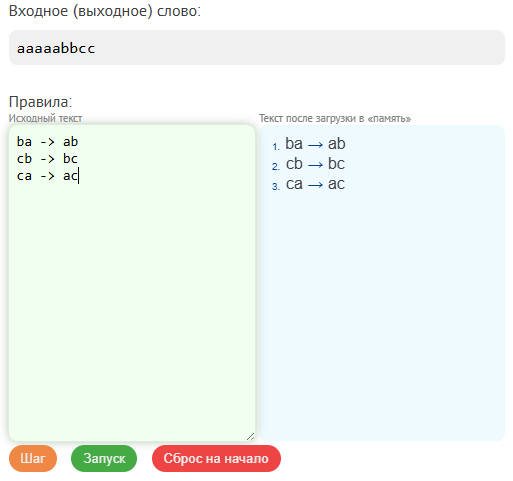 Входное (выходное) слово:
aaaaabbcc
Правила:
Исходный текст
Текст после загрузки в «память»
ba -> ab
cb -> bc
ca -> ac
1. ba → ab
2. cb → bc
3. ca → ac
Шаг
Запуск
Сброс на начало